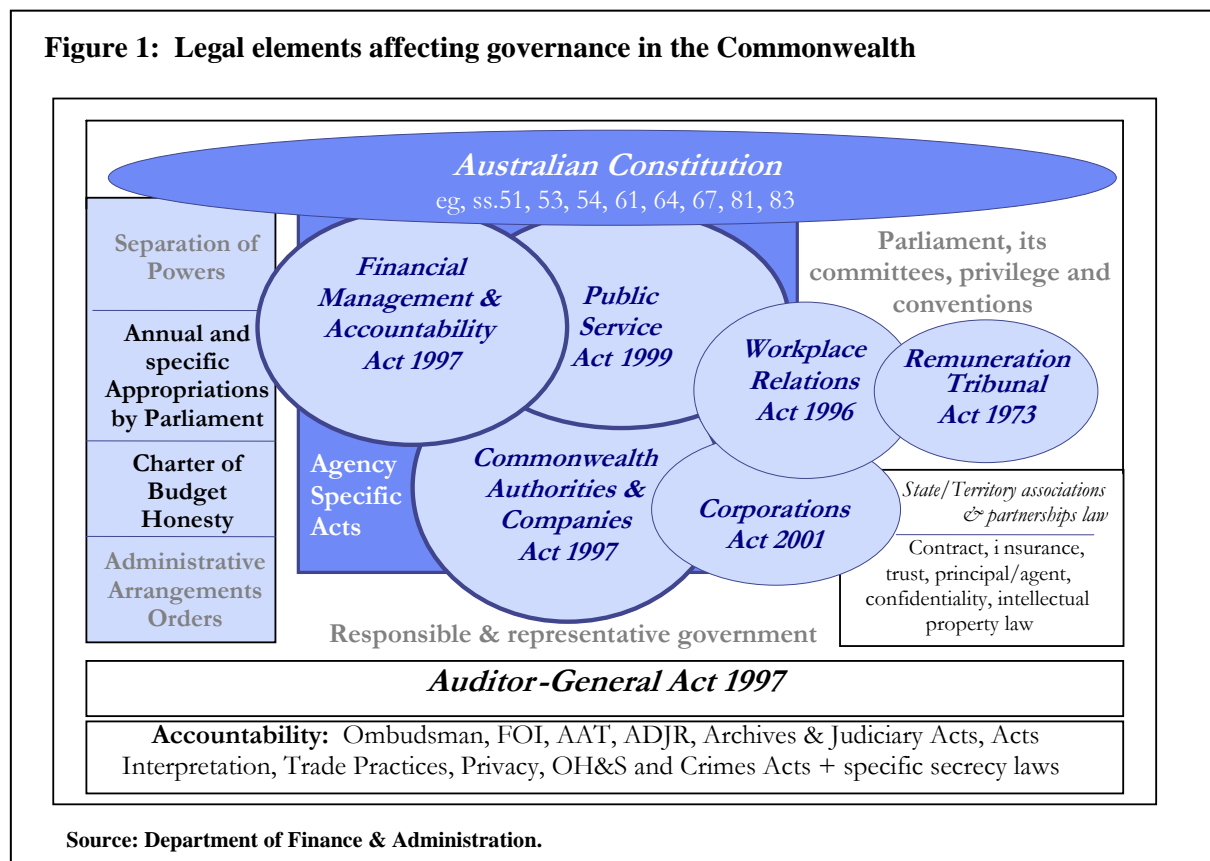 Figure 1: Legal elements affecting governance in the Commonwealth
Australian Constitution
eg, ss.51, 53, 54, 61, 64, 67, 81, 83
Separation of
Powers
Annual and
specific
Appropriations
by Parliament
Charter of
Budget
Honesty
Administrative
Arrangements
Orders
Financial
Management &
Accountability
Act 1997
Public
Service
Act 1999
Parliament, its
committees, privilege and
conventions
Workplace
Relations
Act 1996
Remuneration
Tribunal
Act 1973
Agency
Specific
Acts
Commonwealth
Authorities &
Companies
Act 1997
Corporations
Act 2001
State/Territory associations
& partnerships law
Contract, i nsurance,
trust, principal/agent,
confidentiality, intellectual
property law
Responsible & representative government
Auditor-General Act 1997
Accountability: Ombudsman, FOI, AAT, ADJR, Archives & Judiciary Acts, Acts
Interpretation, Trade Practices, Privacy, OH&S and Crimes Acts + specific secrecy laws
Source: Department of Finance & Administration.